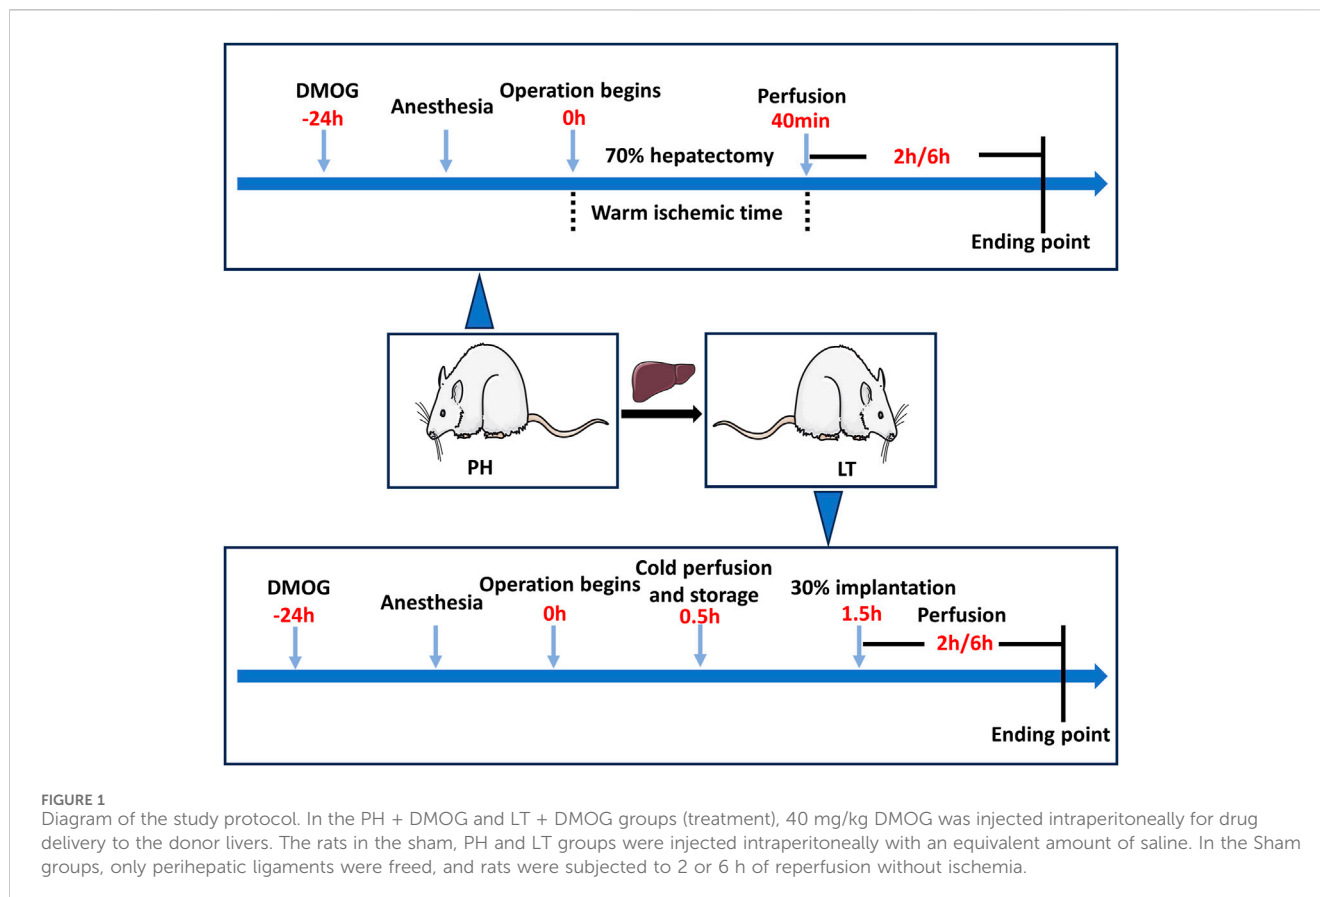 DMOG
-24h
Anesthesia
Operation begins
0h
Perfusion
40min
70% hepatectomy
2h/6h
Warm ischemic time
Ending point
PH
LT
DMOG
-24h
Anesthesia
Operation begins
0h
Cold perfusion
and storage
0.5h
30% implantation
1.5h
Perfusion
2h/6h
Ending point
FIGURE 1
Diagram of the study protocol. In the PH + DMOG and LT + DMOG groups (treatment), 40 mg/kg DMOG was injected intraperitoneally for drug
delivery to the donor livers. The rats in the sham, PH and LT groups were injected intraperitoneally with an equivalent amount of saline. In the Sham
groups, only perihepatic ligaments were freed, and rats were subjected to 2 or 6 h of reperfusion without ischemia.